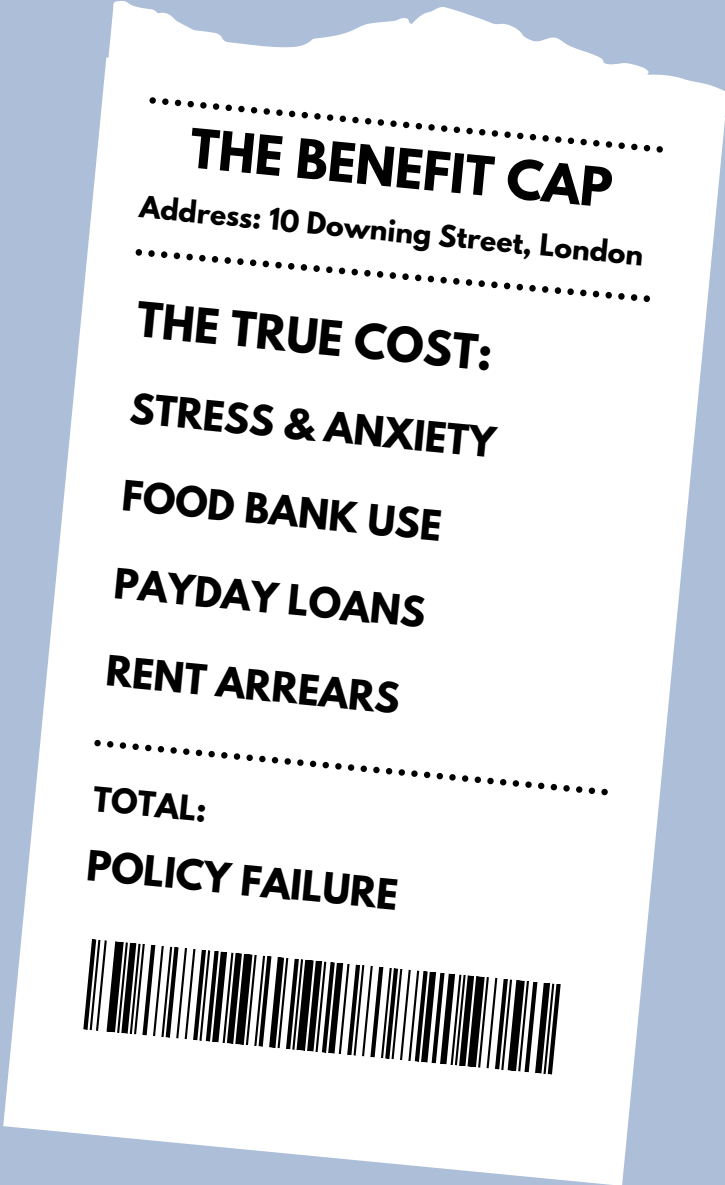 THE BENEFIT CAP
Address: 10 Downing Street, London
THE TRUE COST:
STRESS & ANXIETY
FOOD BANK USE
PAYDAY LOANS
RENT ARREARS
TOTAL:
POLICY FAILURE